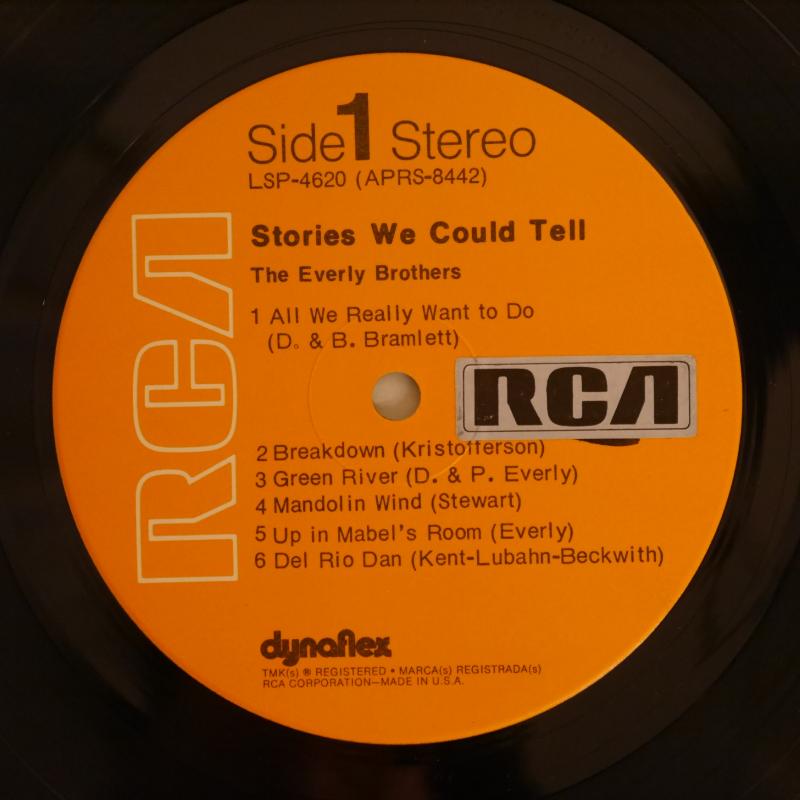 Side 1 Stereo
LSP-4620 (APRS-8442)
RCA
Stories We Could Tell
The Everly Brothers
1 All We Really Want to Do
(D. & B. Bramlett)
RCA
2 Breakdown (Kristofferson)
3 Green River (D. & P. Everly)
4 Mandolin Wind (Stewart)
5 Up in Mabel's Room (Everly)
6 Del Rio Dan (Kent-Lubahn-Beckwith)
dynaflex
TMK(s) ® REGISTERED • MARCA(s) REGISTRADA(s)
RCA CORPORATION—MADE IN U.S.A.